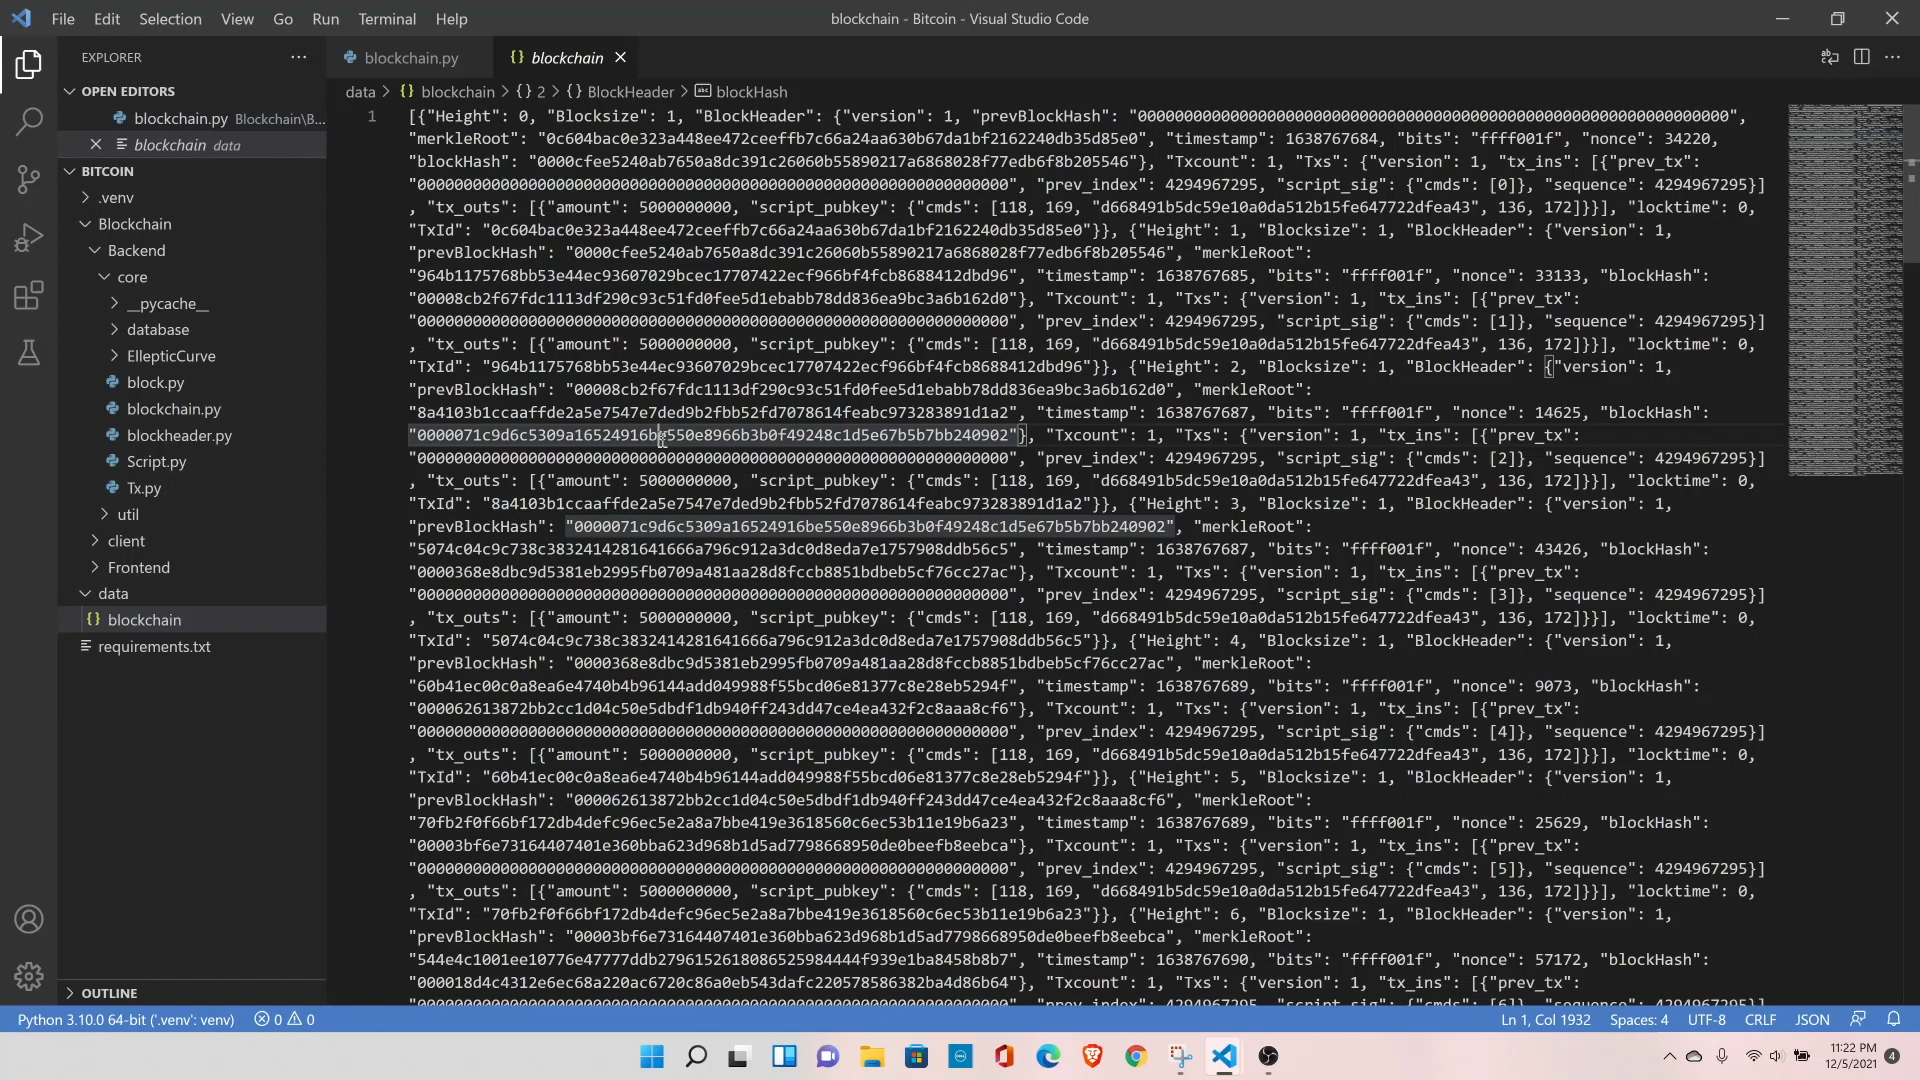 File Edit Selection View Go Run Terminal Help
blockchain - Bitcoin - Visual Studio Code
EXPLORER
OPEN EDITORS
blockchain.py Blockchain\B...
blockchain data
BITCOIN
.venv
Blockchain
Backend
core
__pycache__
database
EllepticCurve
block.py
blockchain.py
blockheader.py
Script.py
Tx.py
util
client
Frontend
data
blockchain
requirements.txt
OUTLINE
blockchain.py
blockchain
data > {} blockchain > {} 2 > {} BlockHeader > blockHash
1
[{"Height": 0, "Blocksize": 1, "BlockHeader": {"version": 1, "prevBlockHash": "0000000000000000000000000000000000000000000000000000000000000000",
"merkleRoot": "0c604bac0e323a448ee472ceeffb7c66a24aa630b67da1bf2162240db35d85e0", "timestamp": 1638767684, "bits": "ffff001f", "nonce": 34220,
"blockHash": "0000cfee5240ab7650a8dc391c26060b55890217a6868028f77edb6f8b205546"}, "Txcount": 1, "Txs": {"version": 1, "tx_ins": [{"prev_tx":
"0000000000000000000000000000000000000000000000000000000000000000", "prev_index": 4294967295, "script_sig": {"cmds": [0]}, "sequence": 4294967295}]
, "tx_outs": [{"amount": 5000000000, "script_pubkey": {"cmds": [118, 169, "d668491b5dc59e10a0da512b15fe647722dfea43", 136, 172]}}], "locktime": 0,
"TxId": "0c604bac0e323a448ee472ceeffb7c66a24aa630b67da1bf2162240db35d85e0"}}, {"Height": 1, "Blocksize": 1, "BlockHeader": {"version": 1,
"prevBlockHash": "0000cfee5240ab7650a8dc391c26060b55890217a6868028f77edb6f8b205546", "merkleRoot":
"964b1175768bb53e44ec93607029bcec17707422ecf966bf4fcb8688412dbd96", "timestamp": 1638767685, "bits": "ffff001f", "nonce": 33133, "blockHash":
"00008cb2f67fdc1113df290c93c51fd0fee5d1ebabb78dd836ea9bc3a6b162d0"}, "Txcount": 1, "Txs": {"version": 1, "tx_ins": [{"prev_tx":
"0000000000000000000000000000000000000000000000000000000000000000", "prev_index": 4294967295, "script_sig": {"cmds": [1]}, "sequence": 4294967295}]
, "tx_outs": [{"amount": 5000000000, "script_pubkey": {"cmds": [118, 169, "d668491b5dc59e10a0da512b15fe647722dfea43", 136, 172]}}], "locktime": 0,
"TxId": "964b1175768bb53e44ec93607029bcec17707422ecf966bf4fcb8688412dbd96"}}, {"Height": 2, "Blocksize": 1, "BlockHeader": {"version": 1,
"prevBlockHash": "00008cb2f67fdc1113df290c93c51fd0fee5d1ebabb78dd836ea9bc3a6b162d0", "merkleRoot":
"8a4103b1ccaaffde2a5e7547e7ded9b2fbb52fd7078614feabc973283891d1a2", "timestamp": 1638767687, "bits": "ffff001f", "nonce": 14625, "blockHash":
"0000071c9d6c5309a16524916be550e8966b3b0f49248c1d5e67b5b7bb240902"}, "Txcount": 1, "Txs": {"version": 1, "tx_ins": [{"prev_tx":
"0000000000000000000000000000000000000000000000000000000000000000", "prev_index": 4294967295, "script_sig": {"cmds": [2]}, "sequence": 4294967295}]
, "tx_outs": [{"amount": 5000000000, "script_pubkey": {"cmds": [118, 169, "d668491b5dc59e10a0da512b15fe647722dfea43", 136, 172]}}], "locktime": 0,
"TxId": "8a4103b1ccaaffde2a5e7547e7ded9b2fbb52fd7078614feabc973283891d1a2"}}, {"Height": 3, "Blocksize": 1, "BlockHeader": {"version": 1,
"prevBlockHash": "0000071c9d6c5309a16524916be550e8966b3b0f49248c1d5e67b5b7bb240902", "merkleRoot":
"5074c04c9c738c3832414281641666a796c912a3dc0d8eda7e1757908ddb56c5", "timestamp": 1638767687, "bits": "ffff001f", "nonce": 43426, "blockHash":
"0000368e8dbc9d5381eb2995fb0709a481aa28d8fccb8851bdbeb5cf76cc27ac"}, "Txcount": 1, "Txs": {"version": 1, "tx_ins": [{"prev_tx":
"0000000000000000000000000000000000000000000000000000000000000000", "prev_index": 4294967295, "script_sig": {"cmds": [3]}, "sequence": 4294967295}]
, "tx_outs": [{"amount": 5000000000, "script_pubkey": {"cmds": [118, 169, "d668491b5dc59e10a0da512b15fe647722dfea43", 136, 172]}}], "locktime": 0,
"TxId": "5074c04c9c738c3832414281641666a796c912a3dc0d8eda7e1757908ddb56c5"}}, {"Height": 4, "Blocksize": 1, "BlockHeader": {"version": 1,
"prevBlockHash": "0000368e8dbc9d5381eb2995fb0709a481aa28d8fccb8851bdbeb5cf76cc27ac", "merkleRoot":
"60b41ec00c0a8ea6e4740b4b96144add049988f55bcd06e81377c8e28eb5294f", "timestamp": 1638767689, "bits": "ffff001f", "nonce": 9073, "blockHash":
"000062613872bb2cc1d04c50e5dbdf1db940ff243dd47ce4ea432f2c8aaa8cf6"}, "Txcount": 1, "Txs": {"version": 1, "tx_ins": [{"prev_tx":
"0000000000000000000000000000000000000000000000000000000000000000", "prev_index": 4294967295, "script_sig": {"cmds": [4]}, "sequence": 4294967295}]
, "tx_outs": [{"amount": 5000000000, "script_pubkey": {"cmds": [118, 169, "d668491b5dc59e10a0da512b15fe647722dfea43", 136, 172]}}], "locktime": 0,
"TxId": "60b41ec00c0a8ea6e4740b4b96144add049988f55bcd06e81377c8e28eb5294f"}}, {"Height": 5, "Blocksize": 1, "BlockHeader": {"version": 1,
"prevBlockHash": "000062613872bb2cc1d04c50e5dbdf1db940ff243dd47ce4ea432f2c8aaa8cf6", "merkleRoot":
"70fb2f0f66bf172db4defc96ec5e2a8a7bbe419e3618560c6ec53b11e19b6a23", "timestamp": 1638767689, "bits": "ffff001f", "nonce": 25629, "blockHash":
"00003bf6e73164407401e360bba623d968b1d5ad7798668950de0beefb8eebca"}, "Txcount": 1, "Txs": {"version": 1, "tx_ins": [{"prev_tx":
"0000000000000000000000000000000000000000000000000000000000000000", "prev_index": 4294967295, "script_sig": {"cmds": [5]}, "sequence": 4294967295}]
, "tx_outs": [{"amount": 5000000000, "script_pubkey": {"cmds": [118, 169, "d668491b5dc59e10a0da512b15fe647722dfea43", 136, 172]}}], "locktime": 0,
"TxId": "70fb2f0f66bf172db4defc96ec5e2a8a7bbe419e3618560c6ec53b11e19b6a23"}}, {"Height": 6, "Blocksize": 1, "BlockHeader": {"version": 1,
"prevBlockHash": "00003bf6e73164407401e360bba623d968b1d5ad7798668950de0beefb8eebca", "merkleRoot":
"544e4c1001ee10776e47777ddb2796152618086525984444f939e1ba8458b8b7", "timestamp": 1638767690, "bits": "ffff001f", "nonce": 57172, "blockHash":
"000018d4c4312e6ec68a220ac6720c86a0eb543dafc220578586382ba4d86b64"}, "Txcount": 1, "Txs": {"version": 1, "tx_ins": [{"prev_tx":
"0000000000000000000000000000000000000000000000000000000000000000", "prev_index": 4294967295, "script_sig": {"cmds": [6]}, "sequence": 4294967295}]
Python 3.10.0 64-bit ('.venv': venv) 0 0
Ln 1, Col 1932 Spaces: 4 UTF-8 CRLF JSON
11:22 PM
12/5/2021
4